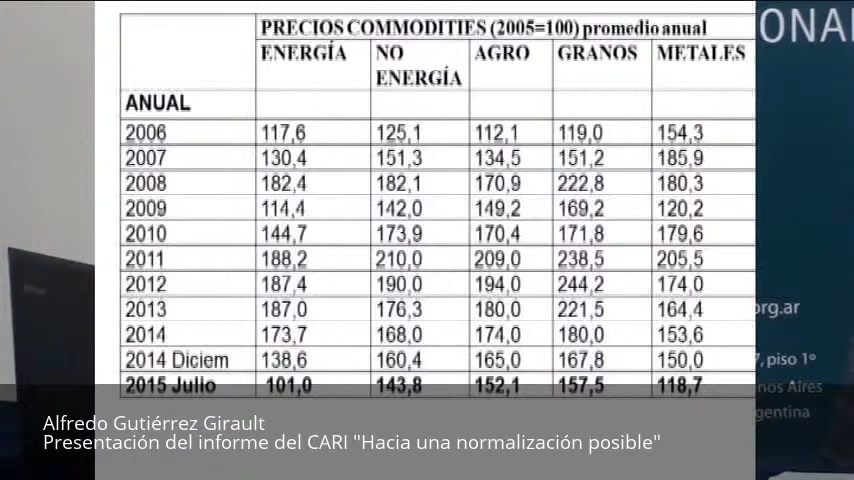 PRECIOS COMMODITIES (2005=100) promedio anual
ENERGÍA NO ENERGÍA AGRO GRANOS METALES
ANUAL
2006 117,6 125,1 112,1 119,0 154,3
2007 130,4 151,3 134,5 151,2 185,9
2008 182,4 182,1 170,9 222,8 180,3
2009 114,4 142,0 149,2 169,2 120,2
2010 144,7 173,9 170,4 171,8 179,6
2011 188,2 210,0 209,0 238,5 205,5
2012 187,4 190,0 194,0 244,2 174,0
2013 187,0 176,3 180,0 221,5 164,4
2014 173,7 168,0 174,0 180,0 153,6
2014 Diciem 138,6 160,4 165,0 167,8 150,0
2015 Julio 101,0 143,8 152,1 157,5 118,7
ONAL
org.ar
7, piso 1º
nos Aires
gentina
Alfredo Gutiérrez Girault
Presentación del informe del CARI "Hacia una normalización posible"